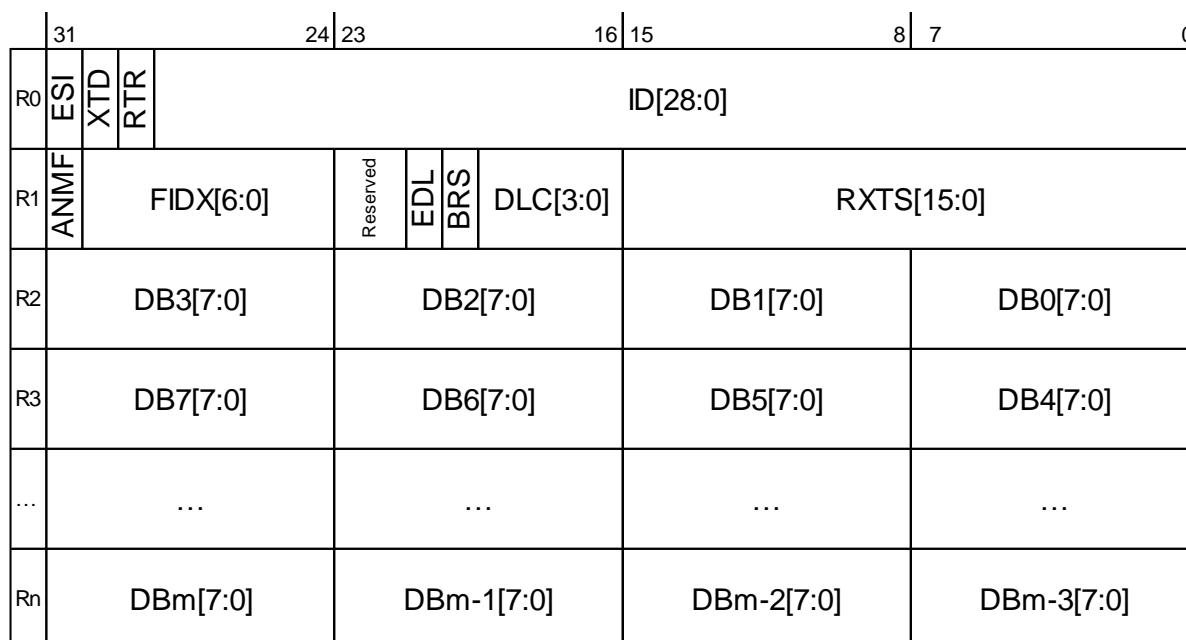 31 24 23 16 15 8 7 0
R0 ESI XTD RTR ID[28:0]
R1 ANMF FIDX[6:0] Reserved EDL BRS DLC[3:0] RXTS[15:0]
R2 DB3[7:0] DB2[7:0] DB1[7:0] DB0[7:0]
R3 DB7[7:0] DB6[7:0] DB5[7:0] DB4[7:0]
... ... ... ... ...
Rn DBm[7:0] DBm-1[7:0] DBm-2[7:0] DBm-3[7:0]